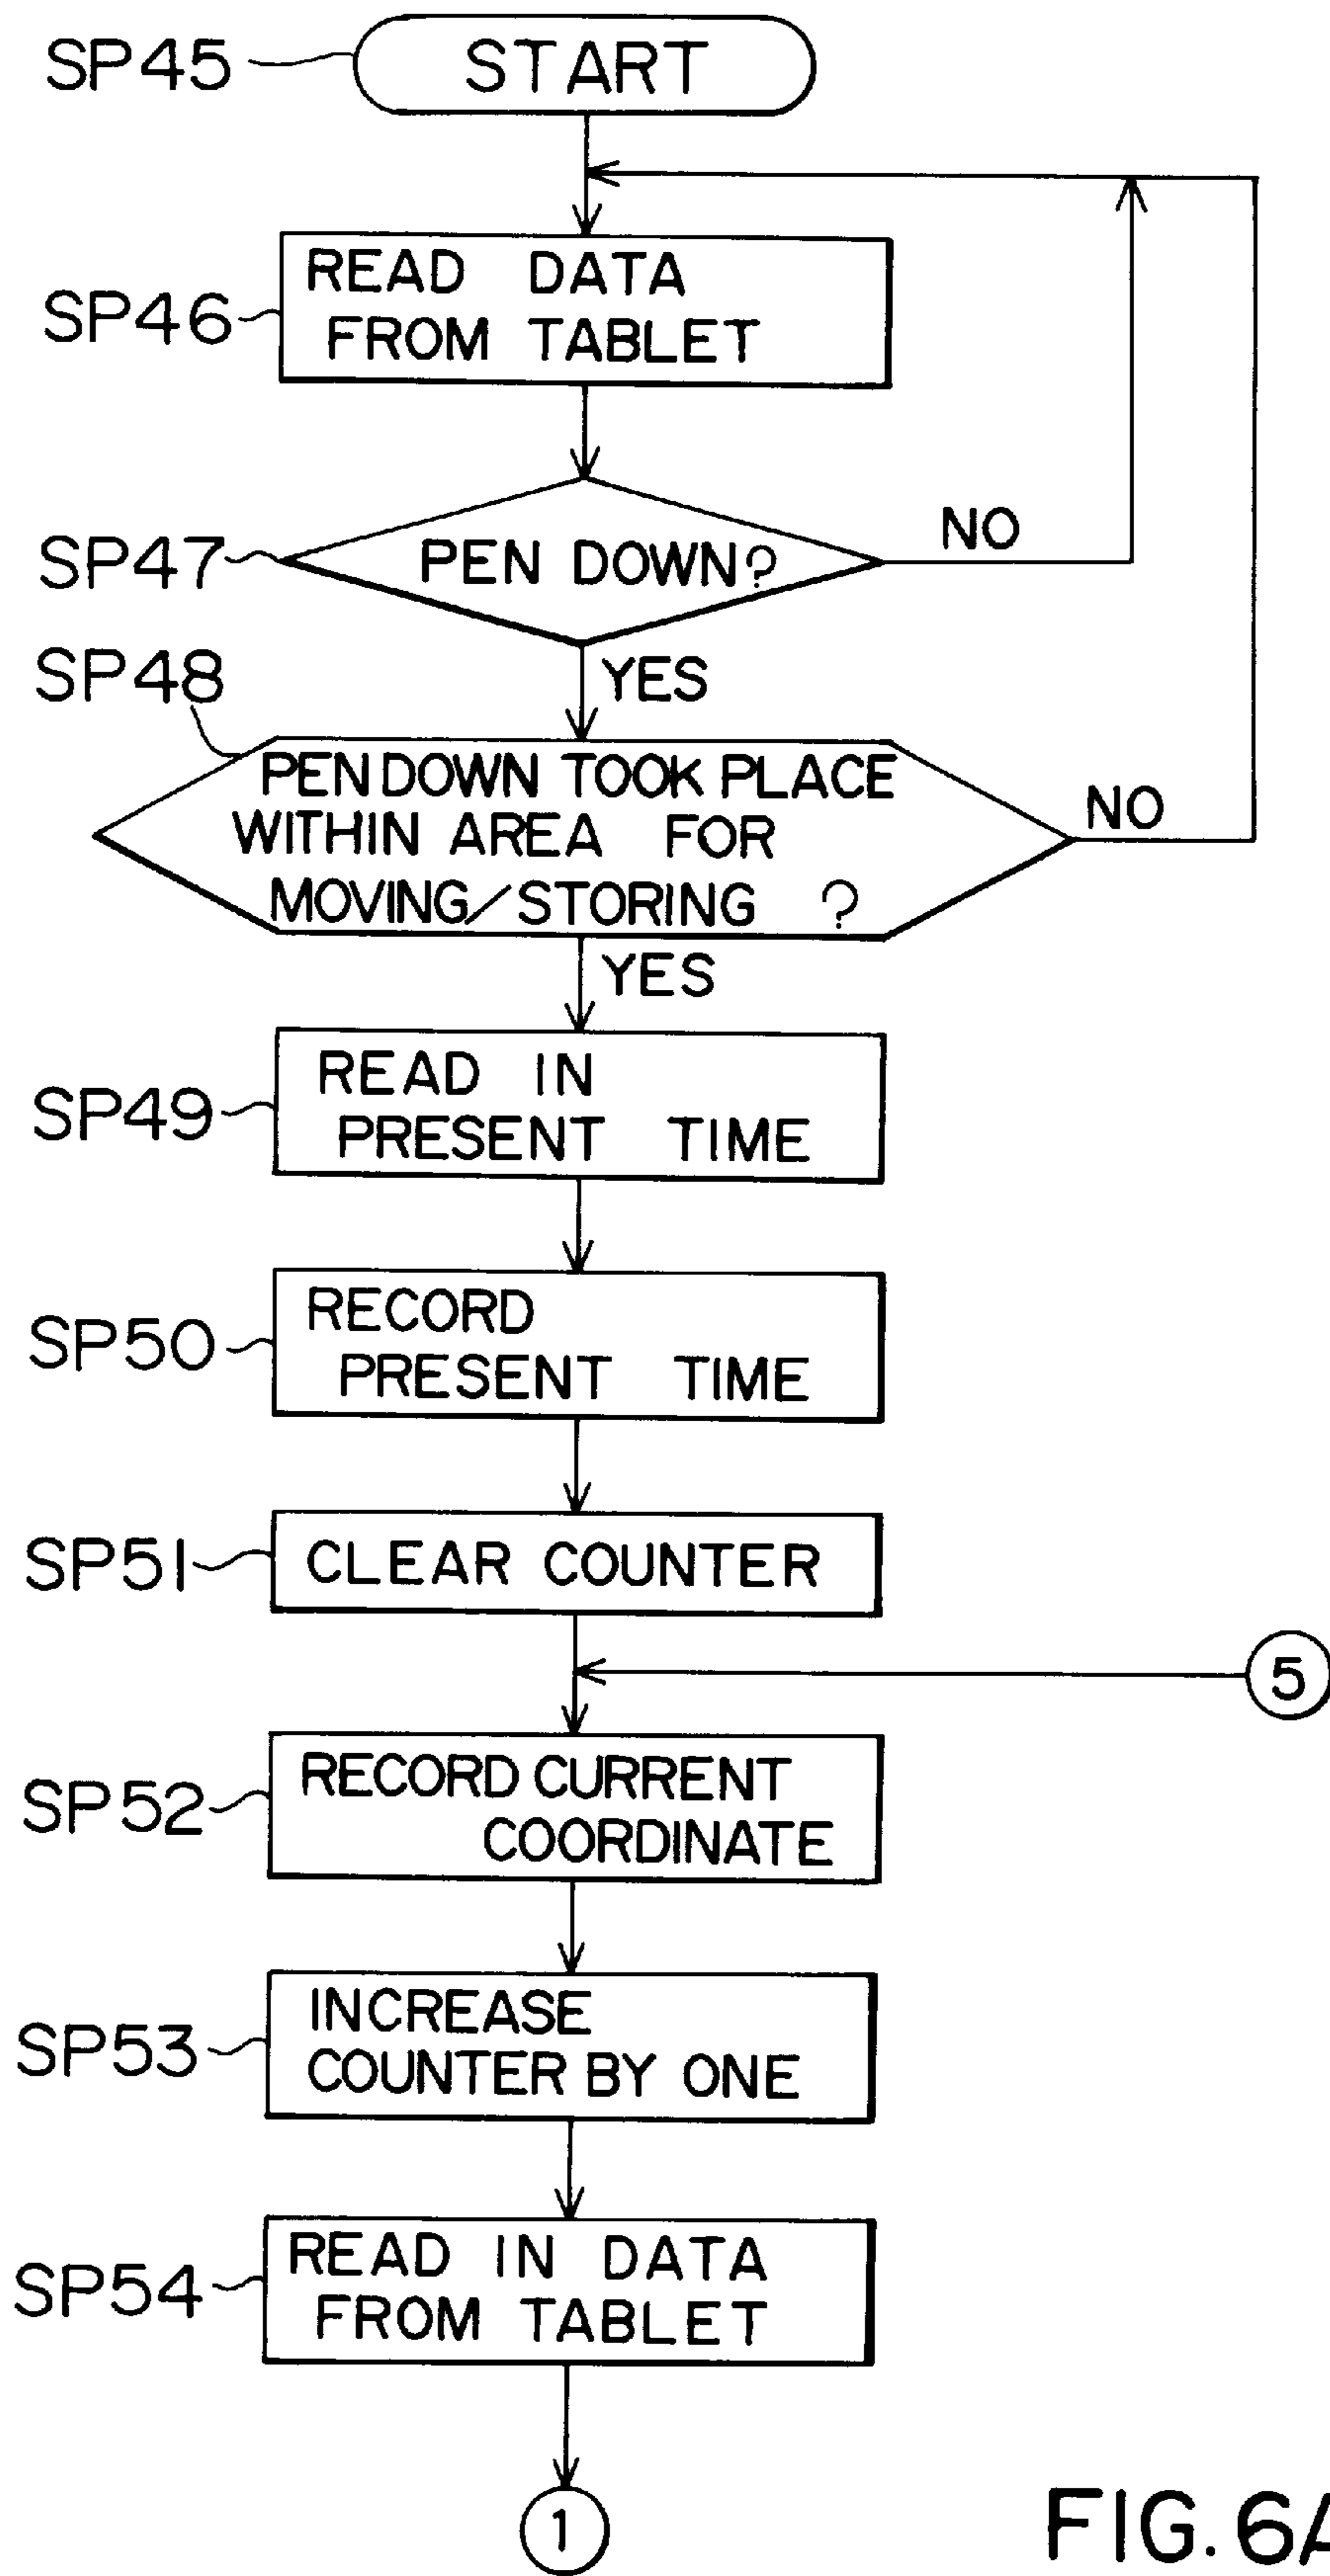 SP45
START
SP46
READ DATA
FROM TABLET
SP47
PEN DOWN?
NO
YES
SP48
PEN DOWN TOOK PLACE
WITHIN AREA FOR
MOVING/STORING ?
NO
YES
SP49
READ IN
PRESENT TIME
SP50
RECORD
PRESENT TIME
SP51
CLEAR COUNTER
5
SP52
RECORD CURRENT
COORDINATE
SP53
INCREASE
COUNTER BY ONE
SP54
READ IN DATA
FROM TABLET
1
FIG. 6A